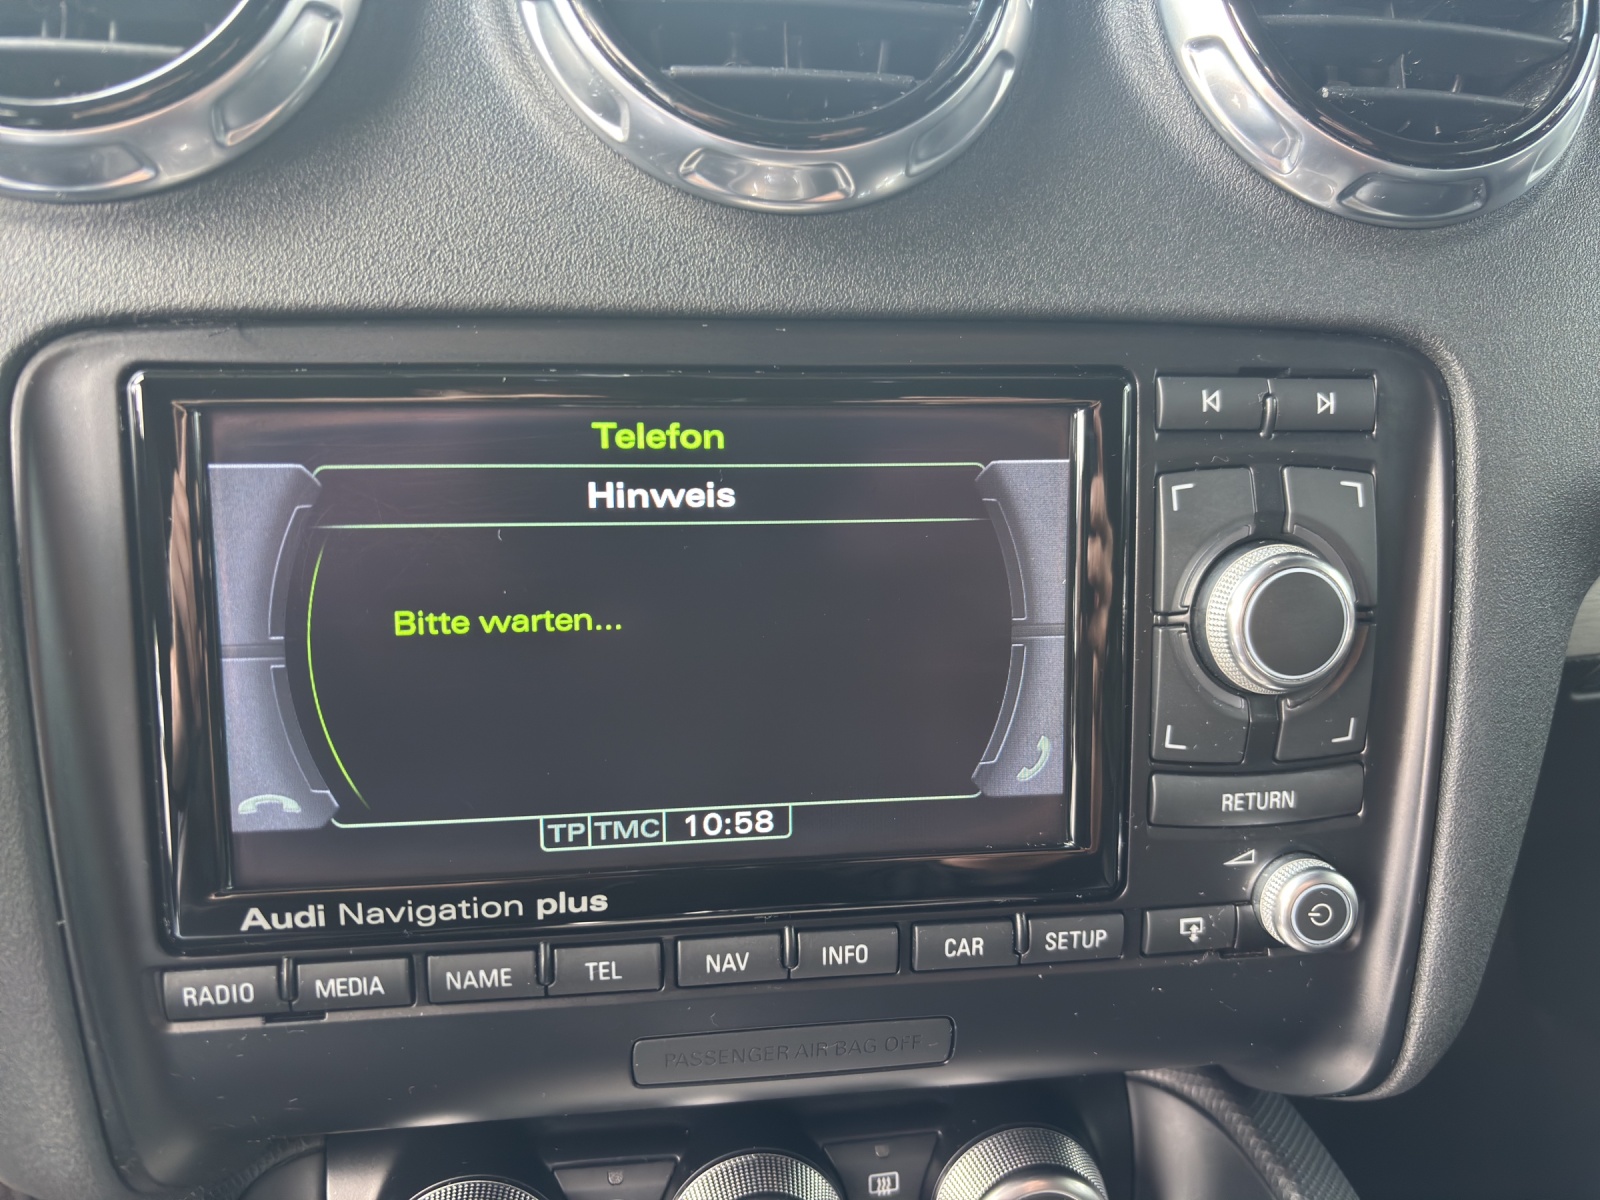 Telefon
Hinweis
Bitte warten...
TP TMC 10:58
Audi Navigation plus
RETURN
RADIO MEDIA NAME TEL NAV INFO CAR SETUP
PASSENGER AIR BAG OFF